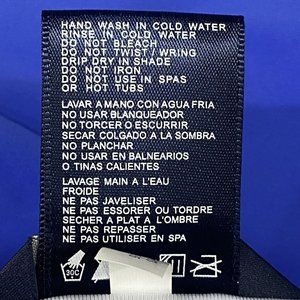 HAND WASH IN COLD WATER
RINSE IN COLD WATER
DO NOT BLEACH
DO NOT TWIST / WRING
DRIP DRY IN SHADE
DO NOT IRON
DO NOT USE IN SPAS
OR HOT TUBS
LAVAR A MANO CON AGUA FRIA
NO USAR BLANQUEADOR
NO TORCER O ESCURRIR
SECAR COLGADO A LA SOMBRA
NO PLANCHAR
NO USAR EN BALNEARIOS
O TINAS CALIENTES
LAVAGE MAIN A L'EAU
FROIDE
NE PAS JAVELISER
NE PAS ESSORER OU TORDRE
SECHER A PLAT A L'OMBRE
NE PAS REPASSER
NE PAS UTILISER EN SPA
30C